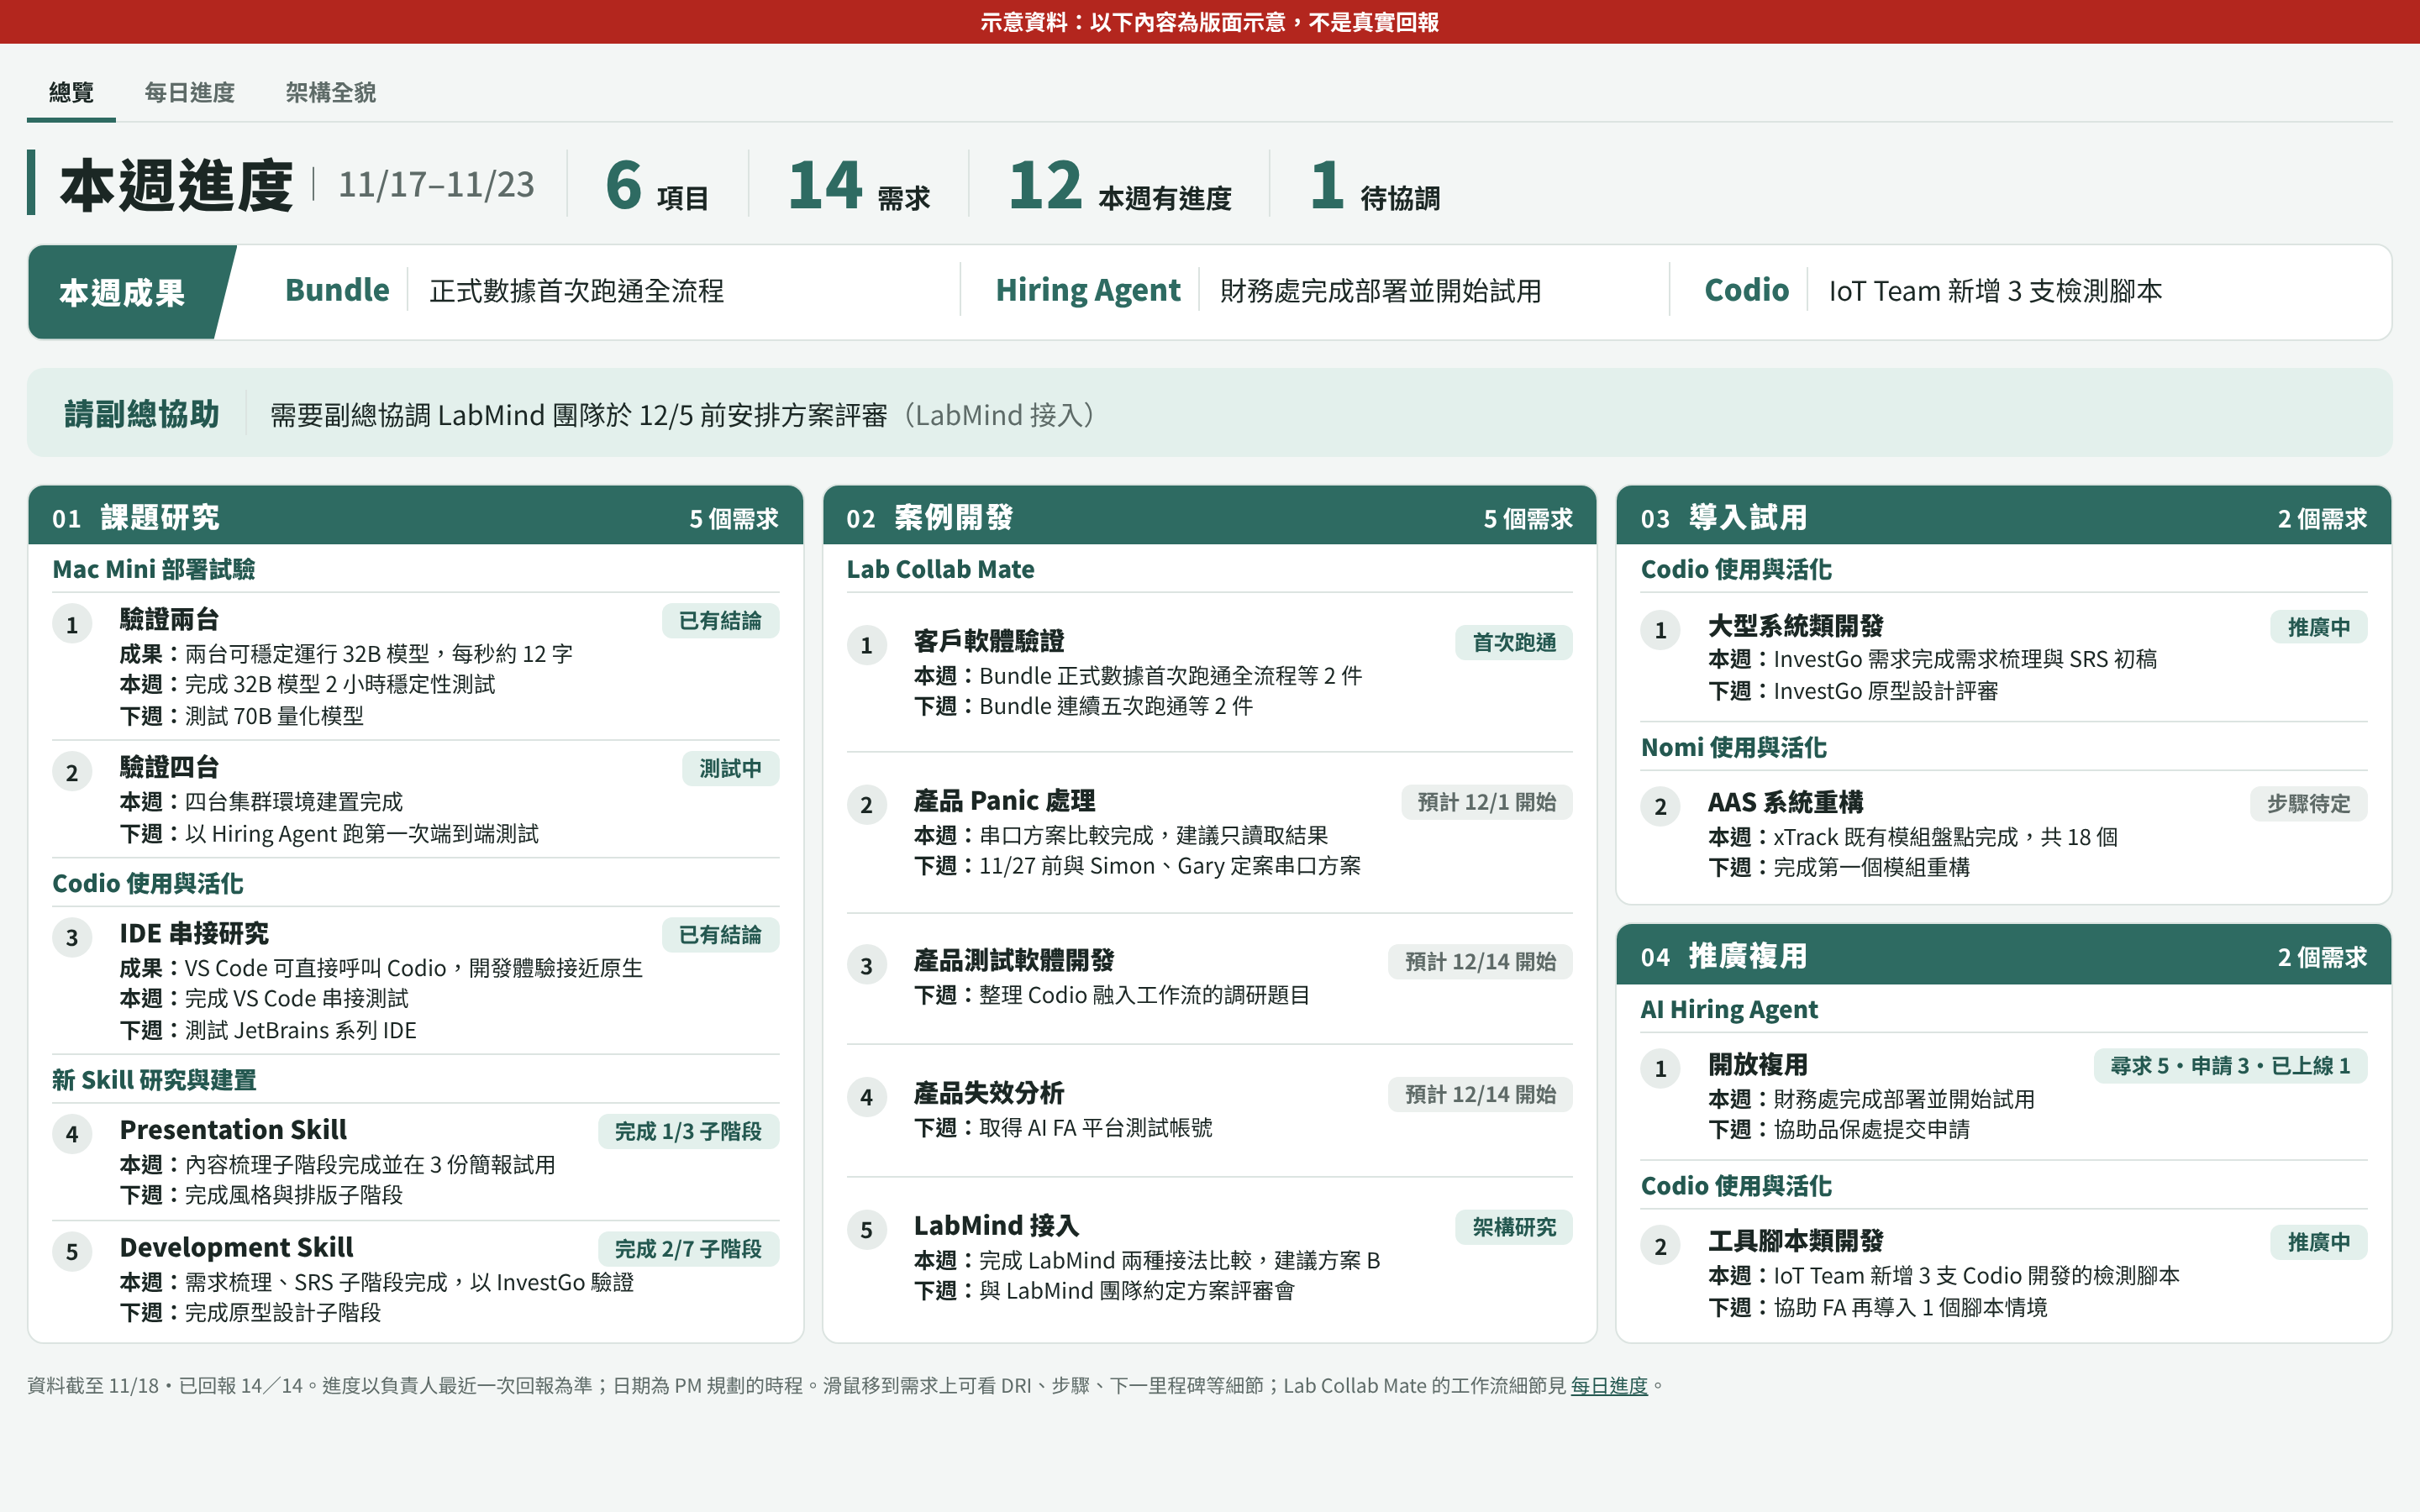 示意資料：以下內容為版面示意，不是真實回報
總覽
每日進度
架構全貌
本週進度
11/17–11/23
6 項目
14 需求
12 本週有進度
1 待協調
本週成果
Bundle
正式數據首次跑通全流程
Hiring Agent
財務處完成部署並開始試用
Codio
IoT Team 新增 3 支檢測腳本
請副總協助
需要副總協調 LabMind 團隊於 12/5 前安排方案評審（LabMind 接入）
01 課題研究
5 個需求
Mac Mini 部署試驗
1
驗證兩台
已有結論
成果：兩台可穩定運行 32B 模型，每秒約 12 字
本週：完成 32B 模型 2 小時穩定性測試
下週：測試 70B 量化模型
2
驗證四台
測試中
本週：四台集群環境建置完成
下週：以 Hiring Agent 跑第一次端到端測試
Codio 使用與活化
3
IDE 串接研究
已有結論
成果：VS Code 可直接呼叫 Codio，開發體驗接近原生
本週：完成 VS Code 串接測試
下週：測試 JetBrains 系列 IDE
新 Skill 研究與建置
4
Presentation Skill
完成 1/3 子階段
本週：內容梳理子階段完成並在 3 份簡報試用
下週：完成風格與排版子階段
5
Development Skill
完成 2/7 子階段
本週：需求梳理、SRS 子階段完成，以 InvestGo 驗證
下週：完成原型設計子階段
02 案例開發
5 個需求
Lab Collab Mate
1
客戶軟體驗證
首次跑通
本週：Bundle 正式數據首次跑通全流程等 2 件
下週：Bundle 連續五次跑通等 2 件
2
產品 Panic 處理
預計 12/1 開始
本週：串口方案比較完成，建議只讀取結果
下週：11/27 前與 Simon、Gary 定案串口方案
3
產品測試軟體開發
預計 12/14 開始
下週：整理 Codio 融入工作流的調研題目
4
產品失效分析
預計 12/14 開始
下週：取得 AI FA 平台測試帳號
5
LabMind 接入
架構研究
本週：完成 LabMind 兩種接法比較，建議方案 B
下週：與 LabMind 團隊約定方案評審會
03 導入試用
2 個需求
Codio 使用與活化
1
大型系統類開發
推廣中
本週：InvestGo 需求完成需求梳理與 SRS 初稿
下週：InvestGo 原型設計評審
Nomi 使用與活化
2
AAS 系統重構
步驟待定
本週：xTrack 既有模組盤點完成，共 18 個
下週：完成第一個模組重構
04 推廣複用
2 個需求
AI Hiring Agent
1
開放複用
尋求 5・申請 3・已上線 1
本週：財務處完成部署並開始試用
下週：協助品保處提交申請
Codio 使用與活化
2
工具腳本類開發
推廣中
本週：IoT Team 新增 3 支 Codio 開發的檢測腳本
下週：協助 FA 再導入 1 個腳本情境
資料截至 11/18・已回報 14／14。進度以負責人最近一次回報為準；日期為 PM 規劃的時程。滑鼠移到需求上可看 DRI、步驟、下一里程碑等細節；Lab Collab Mate 的工作流細節見 每日進度。